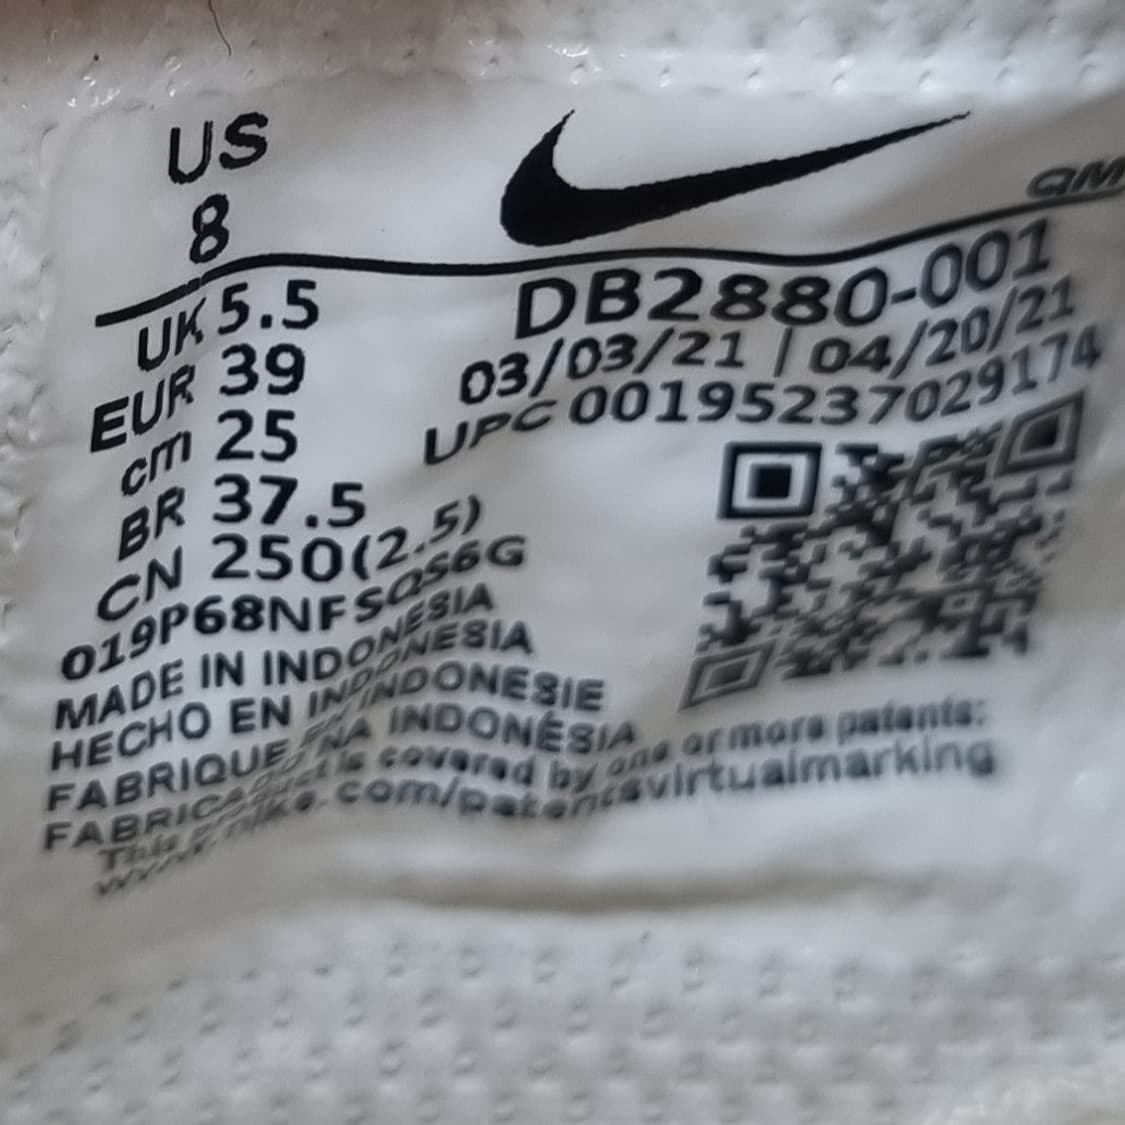 US
8
QM
UK 5.5
EUR 39
cm 25
BR 37.5
CN 250(2.5)
DB2880-001
03/03/21 | 04/20/21
UPC 00195237029174
019P68NFSQS6G
MADE IN INDONESIA
HECHO EN INDONESIA
FABRIQUE EN INDONESIE
FABRICADO NA INDONÉSIA
This product is covered by one or more patents:
www.nike.com/patentsvirtualmarking